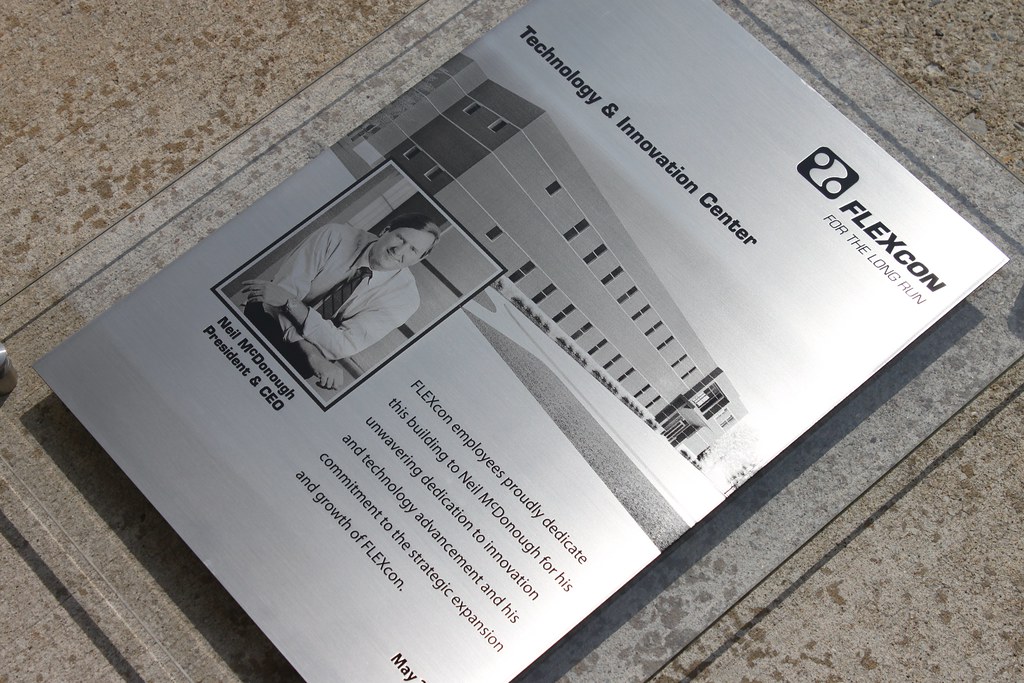 Technology & Innovation Center
FLEXcon
FOR THE LONG RUN
Neil McDonough
President & CEO
FLEXcon employees proudly dedicate
this building to Neil McDonough for his
unwavering dedication to innovation
and technology advancement and his
commitment to the strategic expansion
and growth of FLEXcon.
May